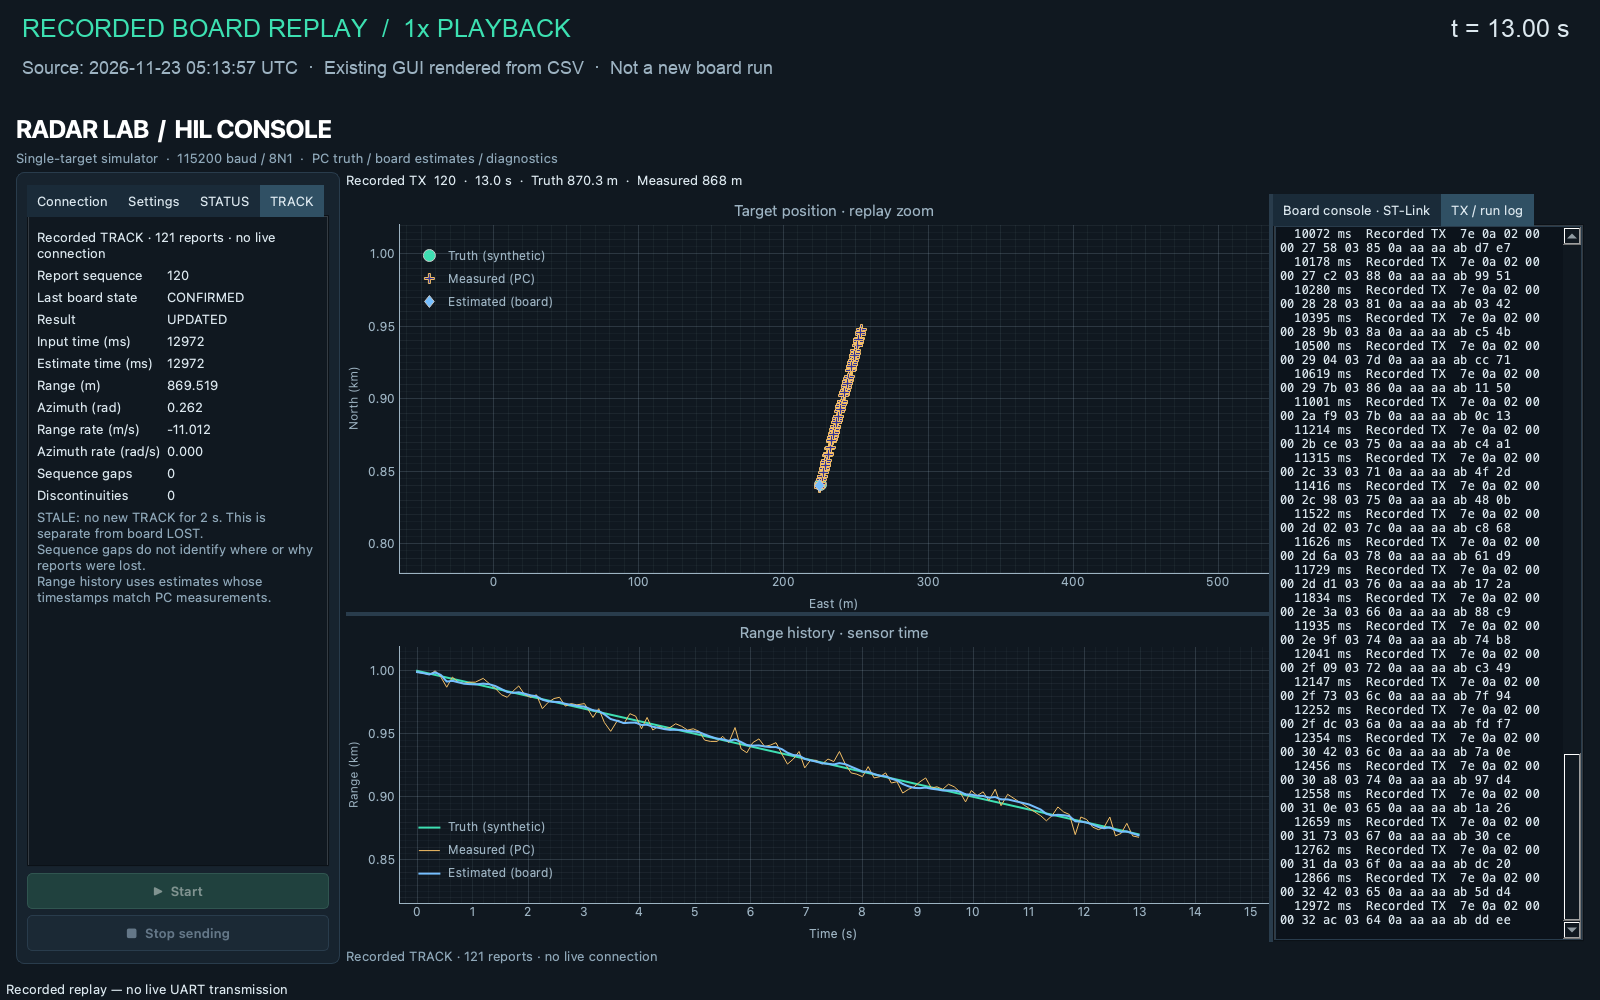 RECORDED BOARD REPLAY / 1x PLAYBACK
t = 13.00 s
Source: 2026-11-23 05:13:57 UTC · Existing GUI rendered from CSV · Not a new board run
RADAR LAB / HIL CONSOLE
Single-target simulator · 115200 baud / 8N1 · PC truth / board estimates / diagnostics
Connection Settings STATUS TRACK
Recorded TRACK · 121 reports · no live
connection
Report sequence 120
Last board state CONFIRMED
Result UPDATED
Input time (ms) 12972
Estimate time (ms) 12972
Range (m) 869.519
Azimuth (rad) 0.262
Range rate (m/s) -11.012
Azimuth rate (rad/s) 0.000
Sequence gaps 0
Discontinuities 0
STALE: no new TRACK for 2 s. This is
separate from board LOST.
Sequence gaps do not identify where or why
reports were lost.
Range history uses estimates whose
timestamps match PC measurements.
▶ Start
■ Stop sending
Recorded TX 120 · 13.0 s · Truth 870.3 m · Measured 868 m
Target position · replay zoom
1.00
0.95
0.90
0.85
0.80
North (km)
Truth (synthetic)
Measured (PC)
Estimated (board)
0 100 200 300 400 500
East (m)
Range history · sensor time
1.00
0.95
0.90
0.85
Range (km)
Truth (synthetic)
Measured (PC)
Estimated (board)
0 1 2 3 4 5 6 7 8 9 10 11 12 13 14 15
Time (s)
Recorded TRACK · 121 reports · no live connection
Board console · ST-Link TX / run log
10072 ms Recorded TX 7e 0a 02 00
00 27 58 03 85 0a aa aa ab d7 e7
10178 ms Recorded TX 7e 0a 02 00
00 27 c2 03 88 0a aa aa ab 99 51
10280 ms Recorded TX 7e 0a 02 00
00 28 28 03 81 0a aa aa ab 03 42
10395 ms Recorded TX 7e 0a 02 00
00 28 9b 03 8a 0a aa aa ab c5 4b
10500 ms Recorded TX 7e 0a 02 00
00 29 04 03 7d 0a aa aa ab cc 71
10619 ms Recorded TX 7e 0a 02 00
00 29 7b 03 86 0a aa aa ab 11 50
11001 ms Recorded TX 7e 0a 02 00
00 2a f9 03 7b 0a aa aa ab 0c 13
11214 ms Recorded TX 7e 0a 02 00
00 2b ce 03 75 0a aa aa ab c4 a1
11315 ms Recorded TX 7e 0a 02 00
00 2c 33 03 71 0a aa aa ab 4f 2d
11416 ms Recorded TX 7e 0a 02 00
00 2c 98 03 75 0a aa aa ab 48 0b
11522 ms Recorded TX 7e 0a 02 00
00 2d 02 03 7c 0a aa aa ab c8 68
11626 ms Recorded TX 7e 0a 02 00
00 2d 6a 03 78 0a aa aa ab 61 d9
11729 ms Recorded TX 7e 0a 02 00
00 2d d1 03 76 0a aa aa ab 17 2a
11834 ms Recorded TX 7e 0a 02 00
00 2e 3a 03 66 0a aa aa ab 88 c9
11935 ms Recorded TX 7e 0a 02 00
00 2e 9f 03 74 0a aa aa ab 74 b8
12041 ms Recorded TX 7e 0a 02 00
00 2f 09 03 72 0a aa aa ab c3 49
12147 ms Recorded TX 7e 0a 02 00
00 2f 73 03 6c 0a aa aa ab 7f 94
12252 ms Recorded TX 7e 0a 02 00
00 2f dc 03 6a 0a aa aa ab fd f7
12354 ms Recorded TX 7e 0a 02 00
00 30 42 03 6c 0a aa aa ab 7a 0e
12456 ms Recorded TX 7e 0a 02 00
00 30 a8 03 74 0a aa aa ab 97 d4
12558 ms Recorded TX 7e 0a 02 00
00 31 0e 03 65 0a aa aa ab 1a 26
12659 ms Recorded TX 7e 0a 02 00
00 31 73 03 67 0a aa aa ab 30 ce
12762 ms Recorded TX 7e 0a 02 00
00 31 da 03 6f 0a aa aa ab dc 20
12866 ms Recorded TX 7e 0a 02 00
00 32 42 03 65 0a aa aa ab 5d d4
12972 ms Recorded TX 7e 0a 02 00
00 32 ac 03 64 0a aa aa ab dd ee
Recorded replay — no live UART transmission